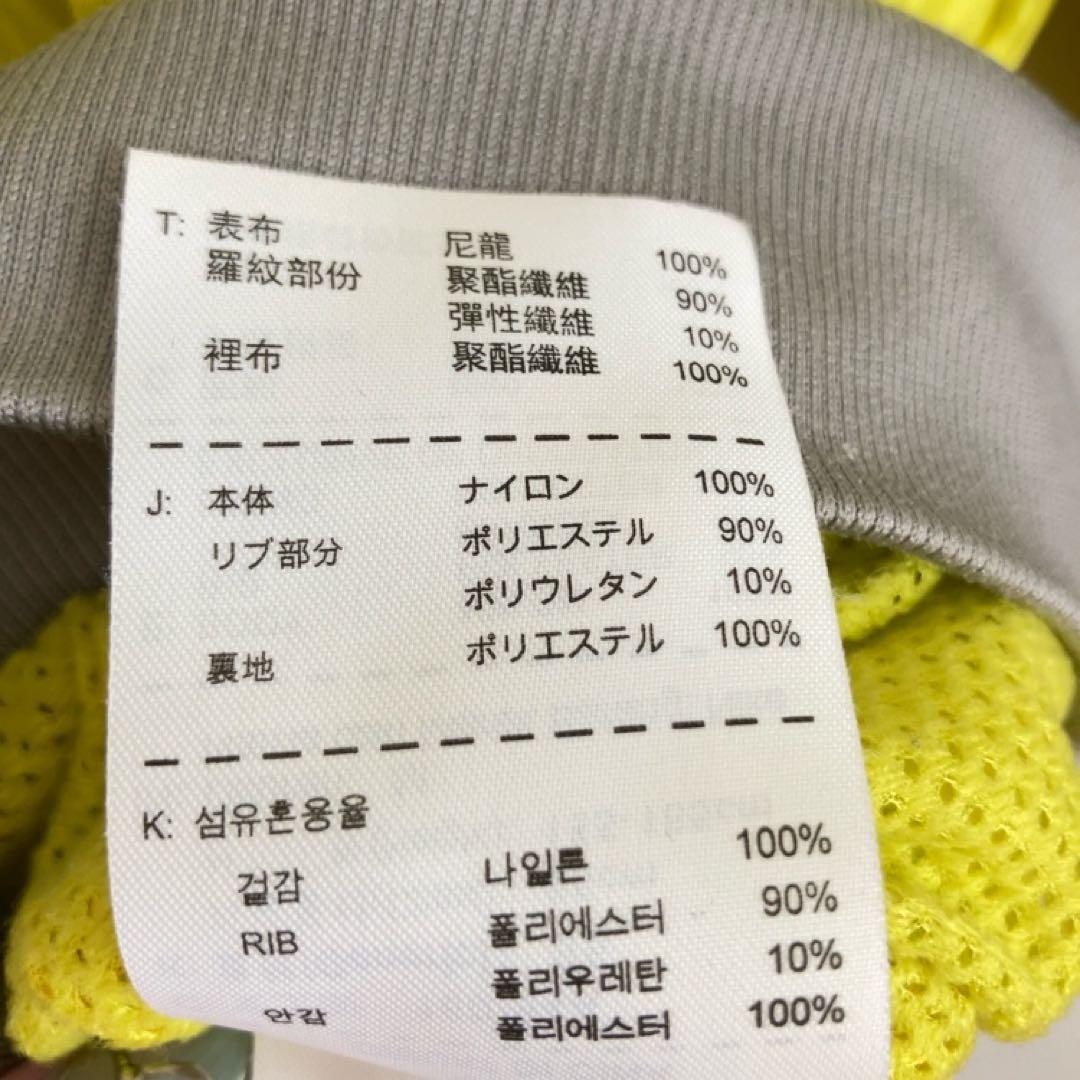 T: 表布 尼龍 100%
羅紋部份 聚酯纖維 90%
彈性纖維 10%
裡布 聚酯纖維 100%
J: 本体 ナイロン 100%
リブ部分 ポリエステル 90%
ポリウレタン 10%
裏地 ポリエステル 100%
K: 섬유혼용율
겉감 나일론 100%
RIB 폴리에스터 90%
폴리우레탄 10%
안감 폴리에스터 100%